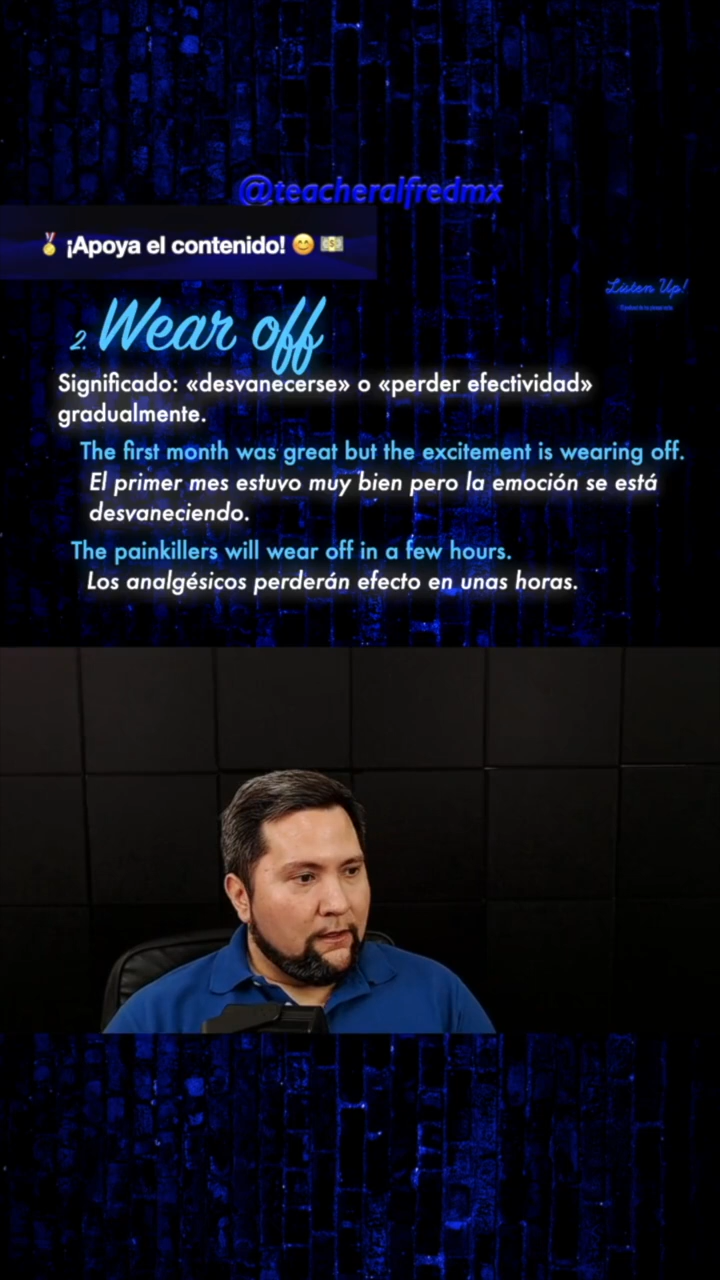 @teacheralfredmx
🏅 ¡Apoya el contenido! 😊 💵
Listen Up!
2. Wear off
Significado: «desvanecerse» o «perder efectividad»
gradualmente.
The first month was great but the excitement is wearing off.
El primer mes estuvo muy bien pero la emoción se está
desvaneciendo.
The painkillers will wear off in a few hours.
Los analgésicos perderán efecto en unas horas.